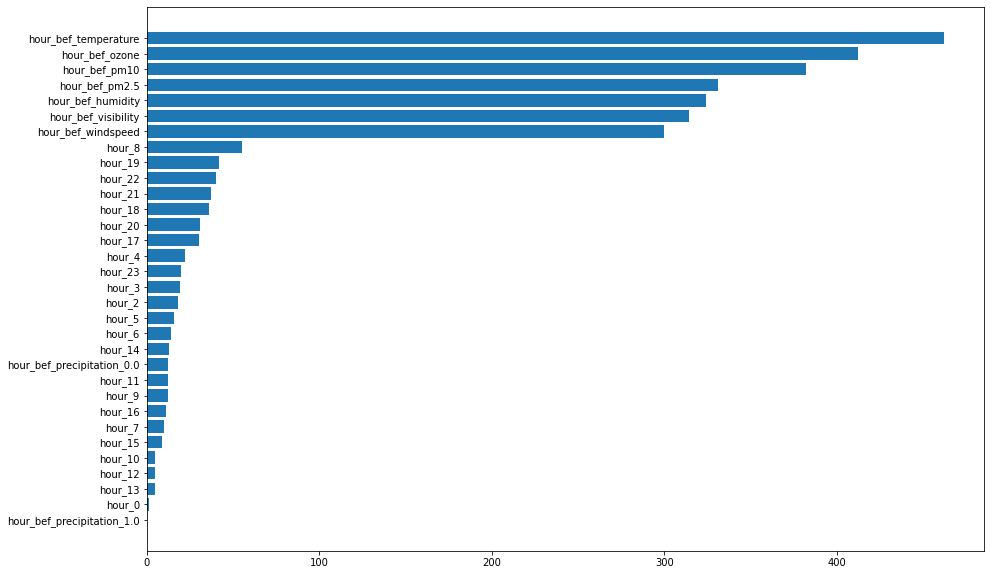 hour_bef_temperature
hour_bef_ozone
hour_bef_pm10
hour_bef_pm2.5
hour_bef_humidity
hour_bef_visibility
hour_bef_windspeed
hour_8
hour_19
hour_22
hour_21
hour_18
hour_20
hour_17
hour_4
hour_23
hour_3
hour_2
hour_5
hour_6
hour_14
hour_bef_precipitation_0.0
hour_11
hour_9
hour_16
hour_7
hour_15
hour_10
hour_12
hour_13
hour_0
hour_bef_precipitation_1.0
0 100 200 300 400